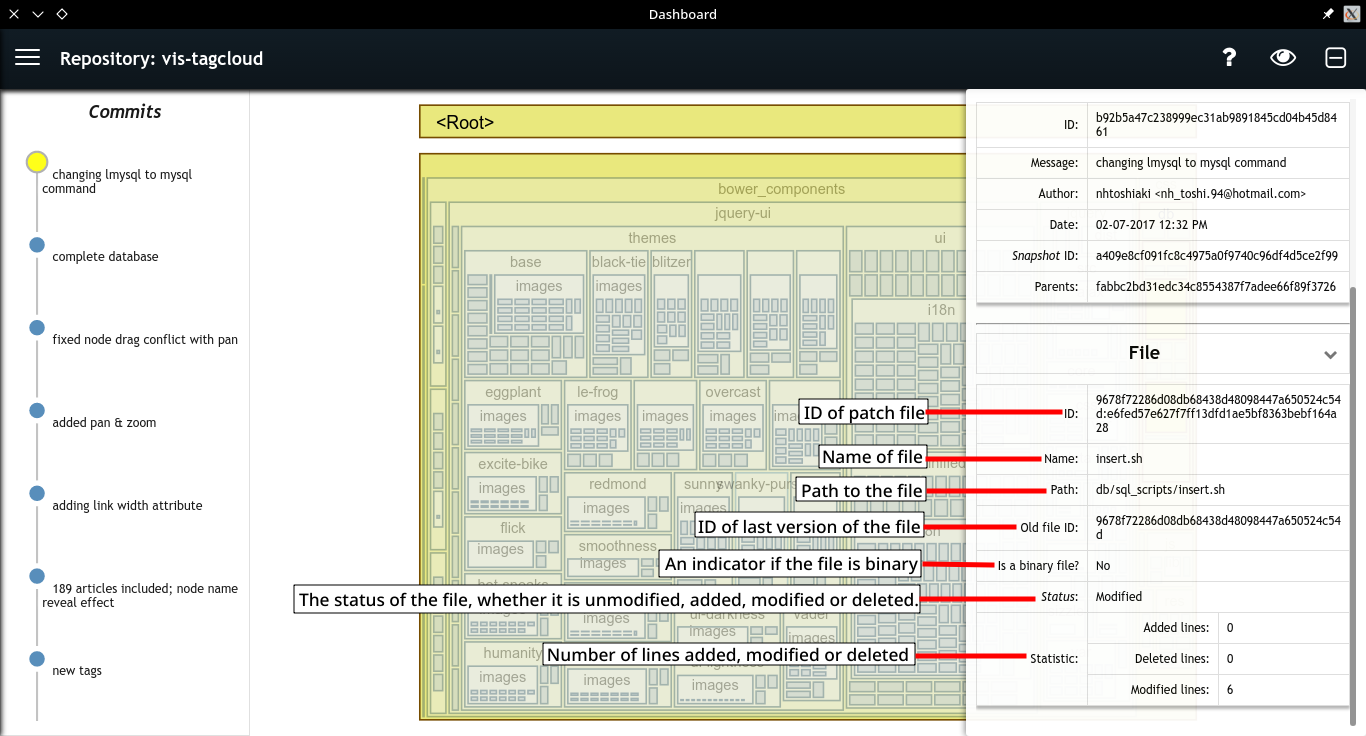 Dashboard
Repository: vis-tagcloud
?
Commits
changing lmysql to mysql
command
complete database
fixed node drag conflict with pan
added pan & zoom
adding link width attribute
189 articles included; node name
reveal effect
new tags
<Root>
bower_components
jquery-ui
themes
ui
base
black-tie
blitzer
images
images
i18n
eggplant
le-frog
overcast
images
images
images
images
excite-bike
images
redmond
sunny
images
images
flick
images
smoothness
images
images
humanity
images
images
images
ID of patch file
Name of file
Path to the file
ID of last version of the file
An indicator if the file is binary
The status of the file, whether it is unmodified, added, modified or deleted.
Number of lines added, modified or deleted
ID:
b92b5a47c238999ec31ab9891845cd04b45d84
61
Message:
changing lmysql to mysql command
Author:
nhtoshiaki <nh_toshi.94@hotmail.com>
Date:
02-07-2017 12:32 PM
Snapshot ID:
a409e8cf091fc8c4975a0f9740c96df4d5ce2f99
Parents:
fabbc2bd31edc34c8554387f7adee66f89f3726
File
ID:
9678f72286d08db68438d48098447a650524c54
d:e6fed57e627f7ff13dfd1ae5bf8363bebf164a
28
Name:
insert.sh
Path:
db/sql_scripts/insert.sh
Old file ID:
9678f72286d08db68438d48098447a650524c54
d
Is a binary file?
No
Status:
Modified
Statistic:
Added lines:
0
Deleted lines:
0
Modified lines:
6